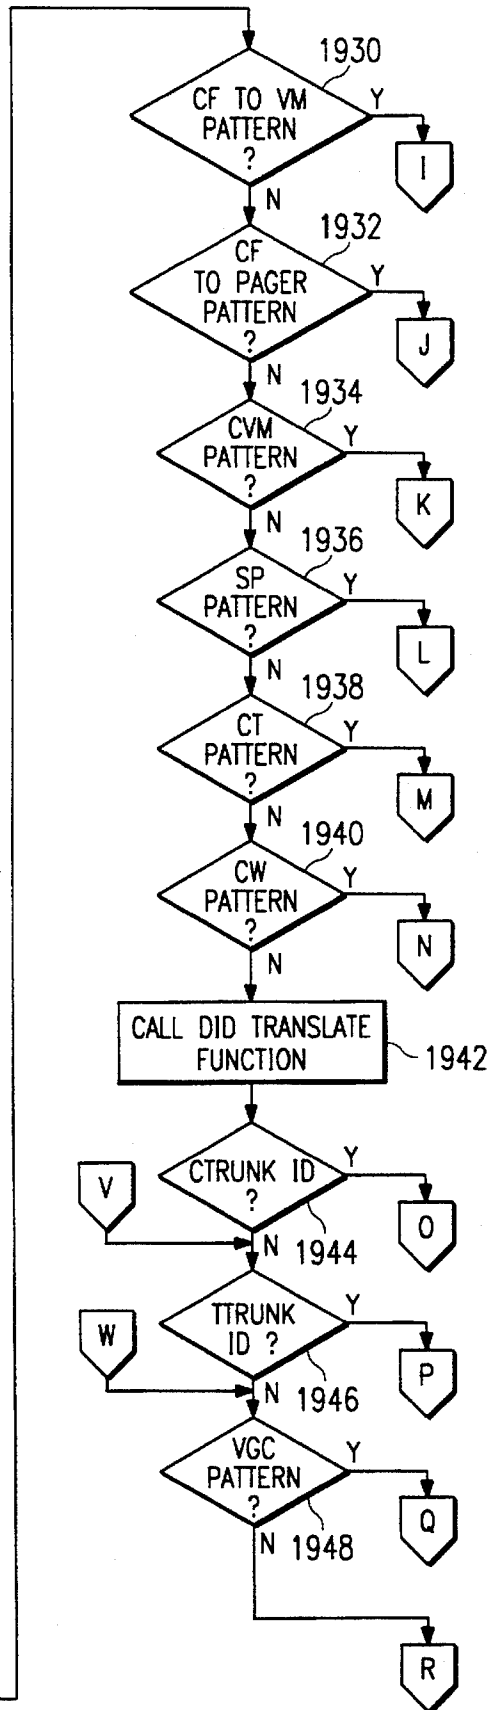 1930
CF TO VM
PATTERN
?
Y
I
N
1932
CF
TO PAGER
PATTERN
?
Y
J
N
1934
CVM
PATTERN
?
Y
K
N
1936
SP
PATTERN
?
Y
L
N
1938
CT
PATTERN
?
Y
M
N
1940
CW
PATTERN
?
Y
N
N
CALL DID TRANSLATE
FUNCTION
1942
CTRUNK ID
?
Y
O
V
N
1944
TTRUNK
ID ?
Y
P
W
N
1946
VGC
PATTERN
?
Y
Q
N
1948
R